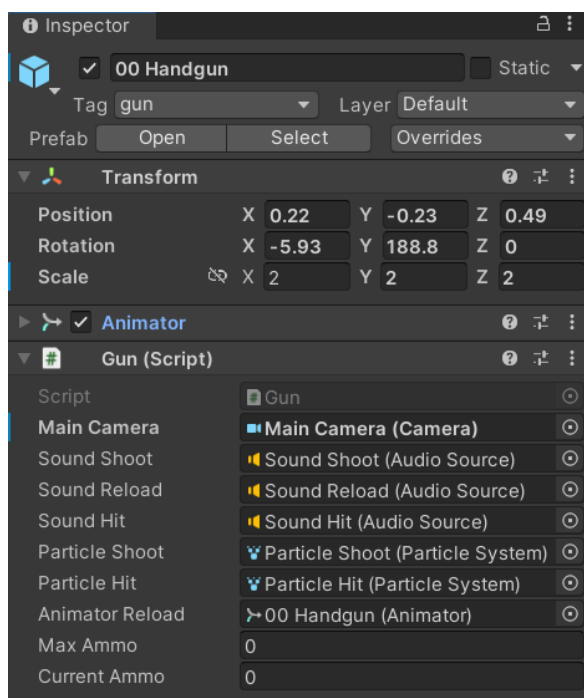 Inspector
00 Handgun Static
Tag gun Layer Default
Prefab Open Select Overrides
Transform
Position X 0.22 Y -0.23 Z 0.49
Rotation X -5.93 Y 188.8 Z 0
Scale X 2 Y 2 Z 2
Animator
# Gun (Script)
Script # Gun
Main Camera Main Camera (Camera)
Sound Shoot Sound Shoot (Audio Source)
Sound Reload Sound Reload (Audio Source)
Sound Hit Sound Hit (Audio Source)
Particle Shoot Particle Shoot (Particle System)
Particle Hit Particle Hit (Particle System)
Animator Reload 00 Handgun (Animator)
Max Ammo 0
Current Ammo 0